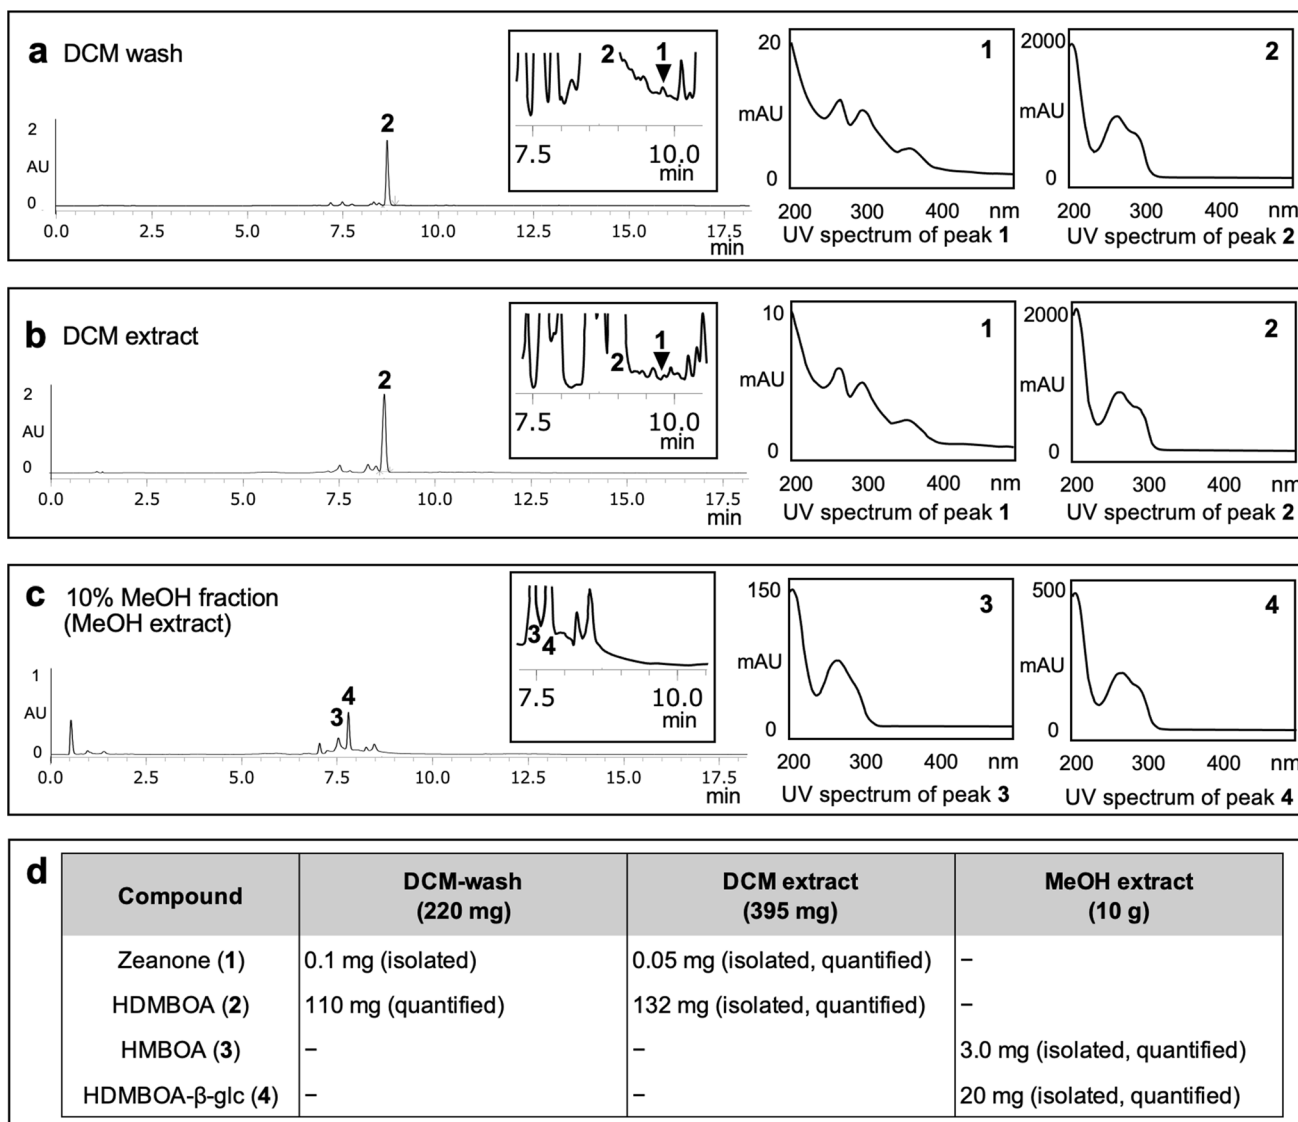 a DCM wash
2
AU
0
2
0.0 2.5 5.0 7.5 10.0 12.5 15.0 17.5
min
2 1
7.5 10.0
min
20
mAU
0
1
200 300 400 nm
UV spectrum of peak 1
2000
mAU
0
2
200 300 400 nm
UV spectrum of peak 2
b DCM extract
2
AU
0
2
0.0 2.5 5.0 7.5 10.0 12.5 15.0 17.5
min
2 1
7.5 10.0
min
10
mAU
0
1
200 300 400 nm
UV spectrum of peak 1
2000
mAU
0
2
200 300 400 nm
UV spectrum of peak 2
c 10% MeOH fraction
(MeOH extract)
1
AU
0
3 4
0.0 2.5 5.0 7.5 10.0 12.5 15.0 17.5
min
3 4
7.5 10.0
min
150
mAU
0
3
200 300 400 nm
UV spectrum of peak 3
500
mAU
0
4
200 300 400 nm
UV spectrum of peak 4
d
Compound DCM-wash DCM extract MeOH extract
(220 mg) (395 mg) (10 g)
Zeanone (1) 0.1 mg (isolated) 0.05 mg (isolated, quantified) –
HDMBOA (2) 110 mg (quantified) 132 mg (isolated, quantified) –
HMBOA (3) – – 3.0 mg (isolated, quantified)
HDMBOA-β-glc (4) – – 20 mg (isolated, quantified)